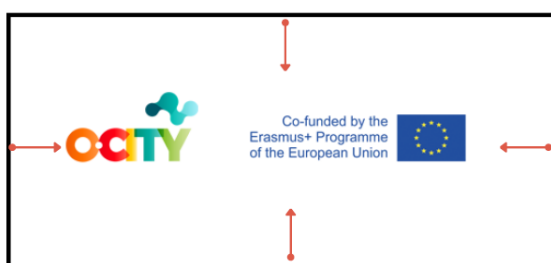 O·CITY
Co-funded by the
Erasmus+ Programme
of the European Union